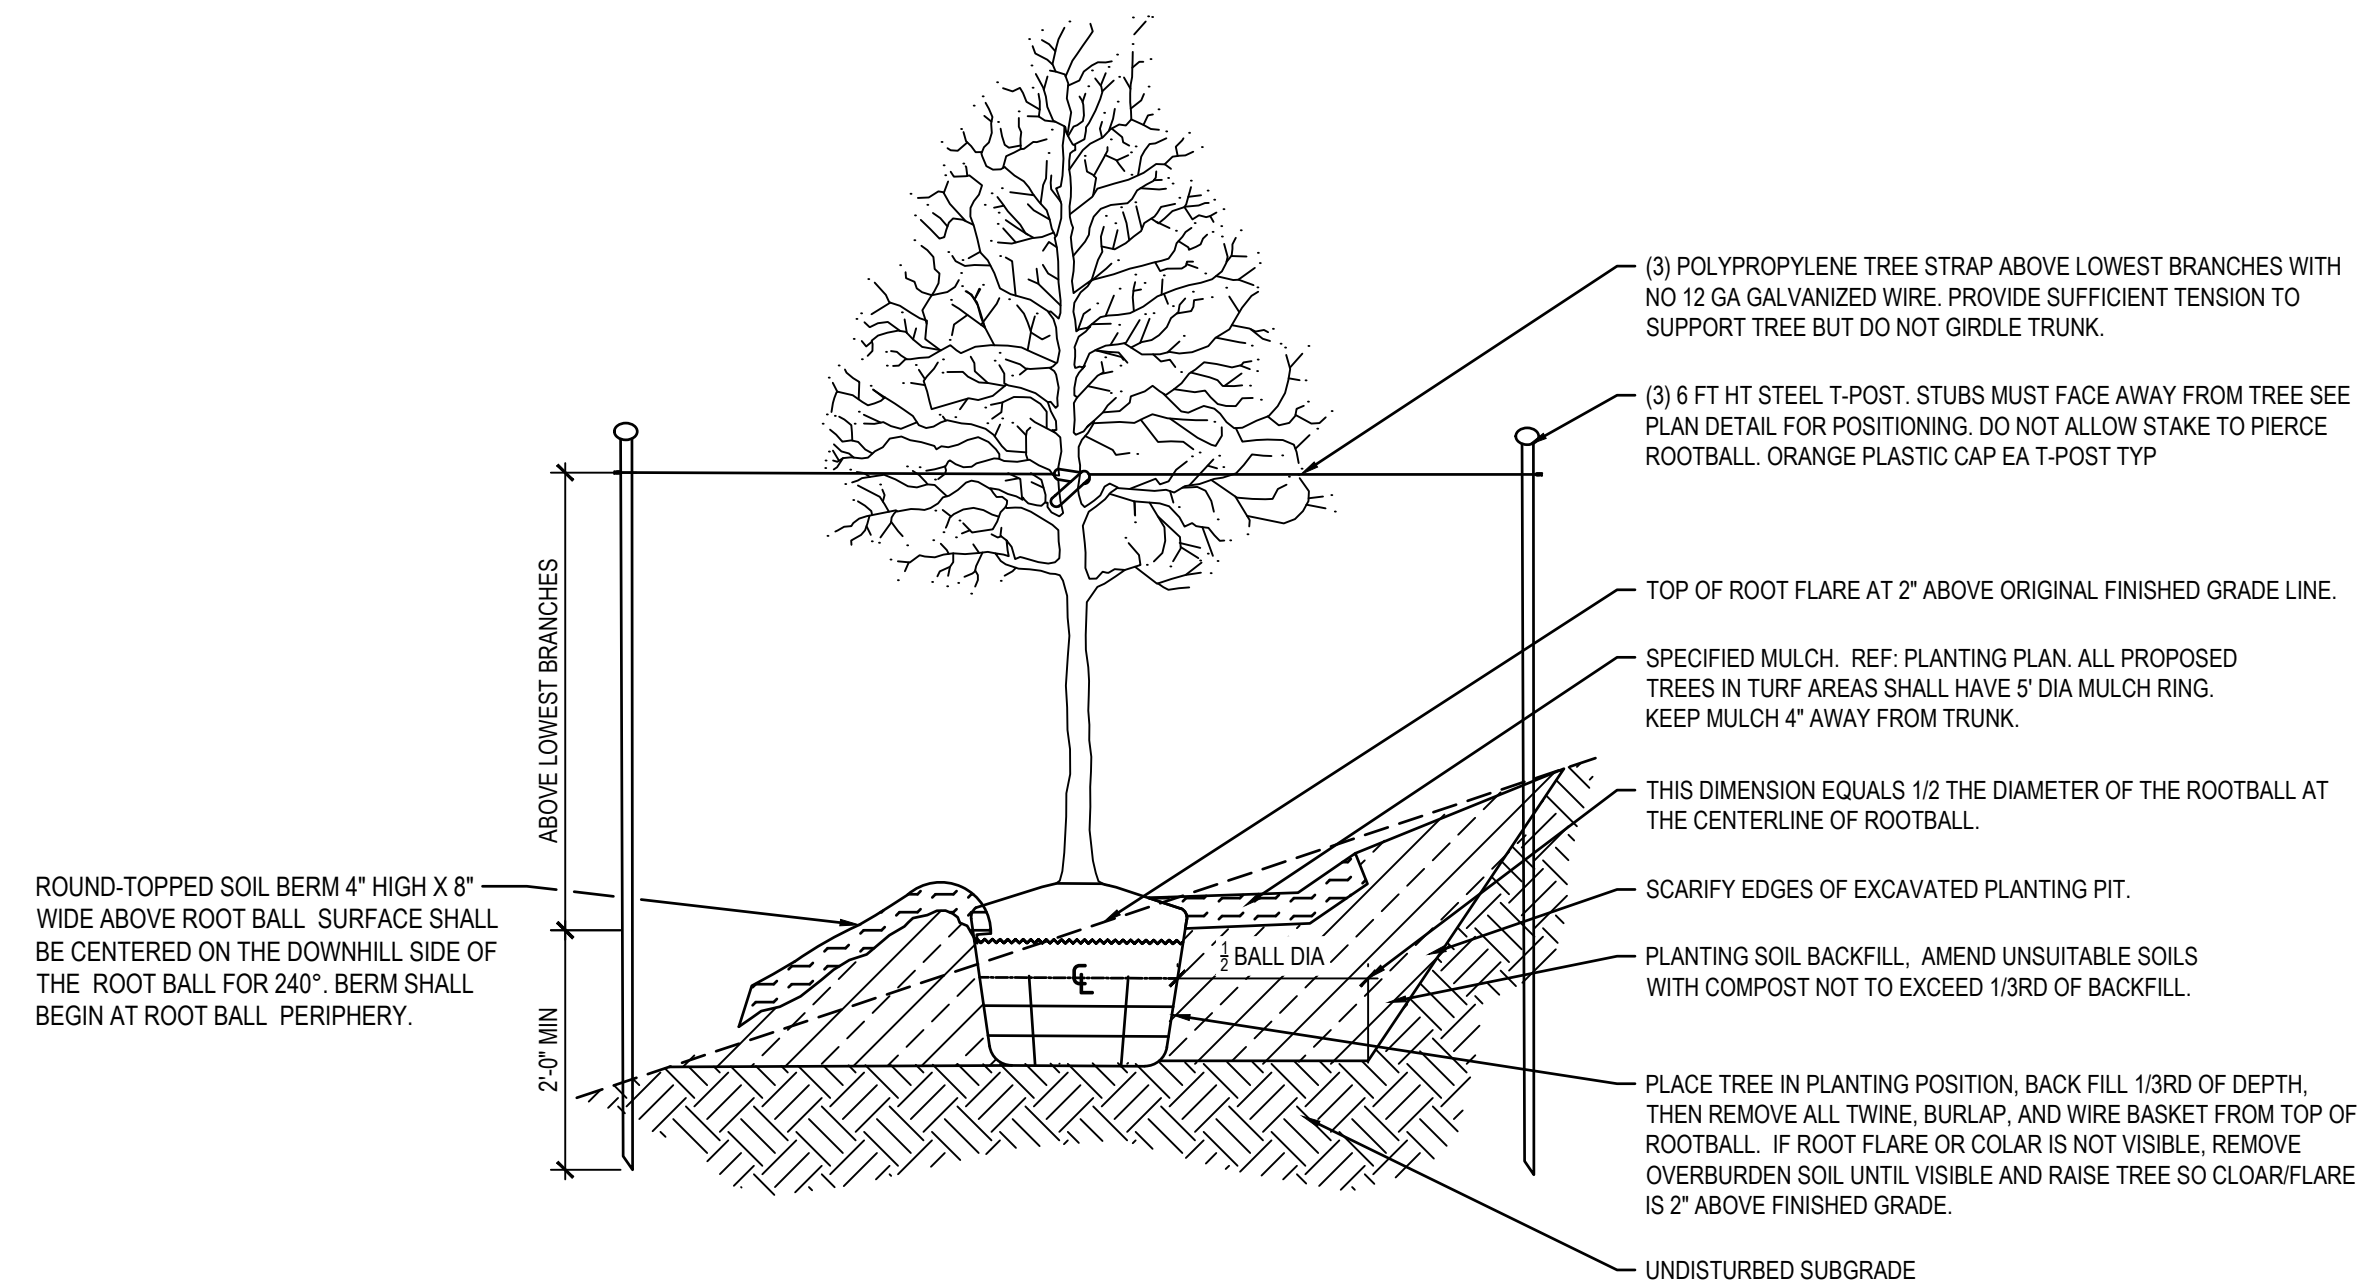 (3) POLYPROPYLENE TREE STRAP ABOVE LOWEST BRANCHES WITH
NO 12 GA GALVANIZED WIRE. PROVIDE SUFFICIENT TENSION TO
SUPPORT TREE BUT DO NOT GIRDLE TRUNK.
(3) 6 FT HT STEEL T-POST. STUBS MUST FACE AWAY FROM TREE SEE
PLAN DETAIL FOR POSITIONING. DO NOT ALLOW STAKE TO PIERCE
ROOTBALL. ORANGE PLASTIC CAP EA T-POST TYP
TOP OF ROOT FLARE AT 2" ABOVE ORIGINAL FINISHED GRADE LINE.
SPECIFIED MULCH. REF: PLANTING PLAN. ALL PROPOSED
TREES IN TURF AREAS SHALL HAVE 5' DIA MULCH RING.
KEEP MULCH 4" AWAY FROM TRUNK.
THIS DIMENSION EQUALS 1/2 THE DIAMETER OF THE ROOTBALL AT
THE CENTERLINE OF ROOTBALL.
SCARIFY EDGES OF EXCAVATED PLANTING PIT.
PLANTING SOIL BACKFILL, AMEND UNSUITABLE SOILS
WITH COMPOST NOT TO EXCEED 1/3RD OF BACKFILL.
PLACE TREE IN PLANTING POSITION, BACK FILL 1/3RD OF DEPTH,
THEN REMOVE ALL TWINE, BURLAP, AND WIRE BASKET FROM TOP OF
ROOTBALL. IF ROOT FLARE OR COLAR IS NOT VISIBLE, REMOVE
OVERBURDEN SOIL UNTIL VISIBLE AND RAISE TREE SO CLOAR/FLARE
IS 2" ABOVE FINISHED GRADE.
UNDISTURBED SUBGRADE
ABOVE LOWEST BRANCHES
2'-0" MIN
ROUND-TOPPED SOIL BERM 4" HIGH X 8"
WIDE ABOVE ROOT BALL SURFACE SHALL
BE CENTERED ON THE DOWNHILL SIDE OF
THE ROOT BALL FOR 240°. BERM SHALL
BEGIN AT ROOT BALL PERIPHERY.
½ BALL DIA
℄